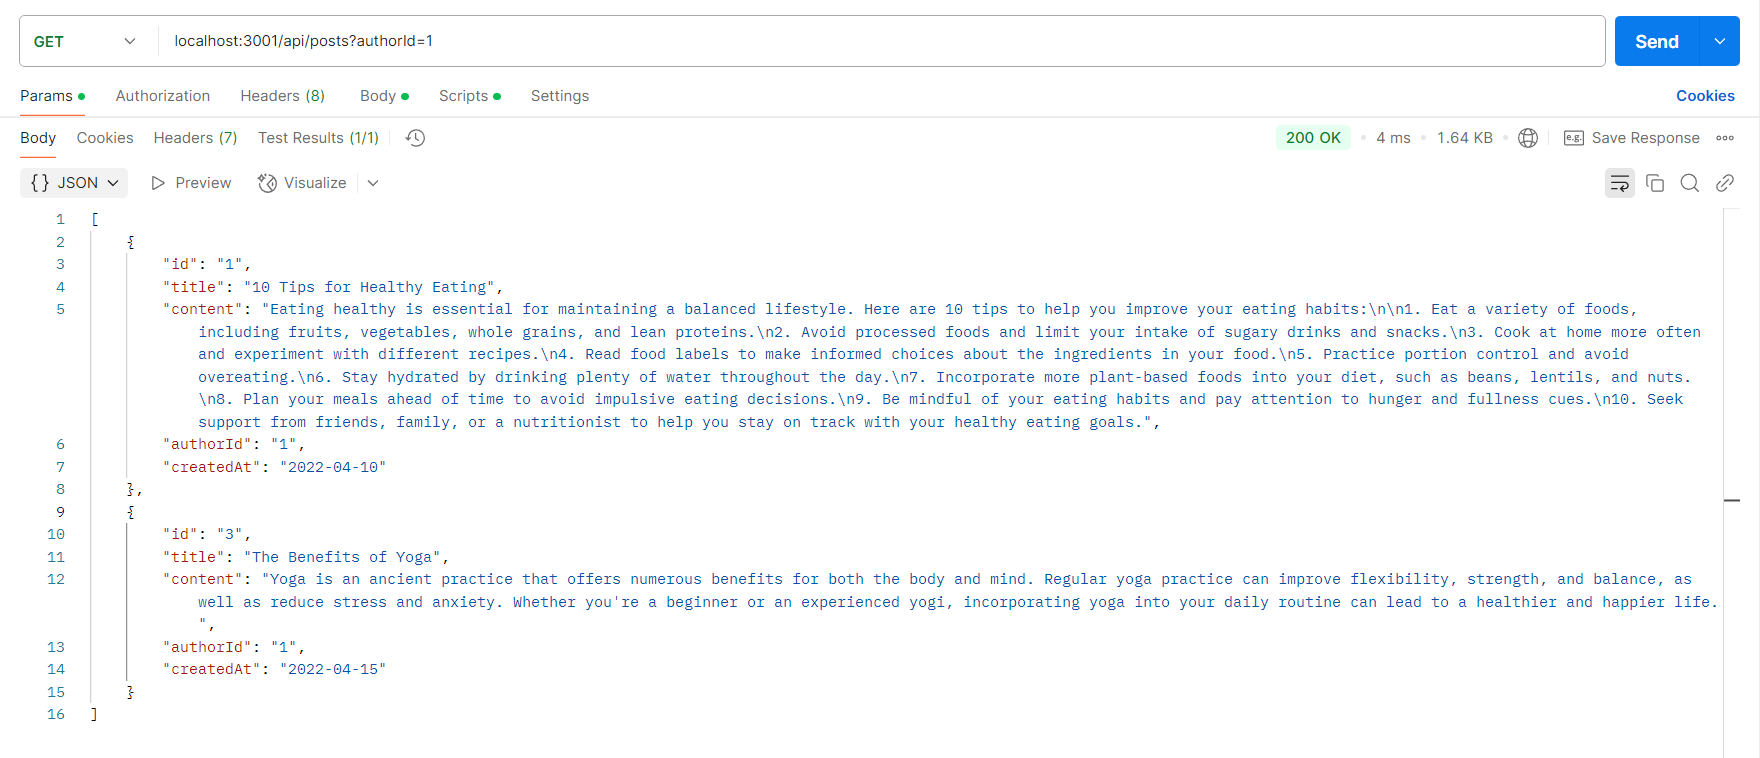 GET localhost:3001/api/posts?authorId=1 Send
Params Authorization Headers (8) Body Scripts Settings Cookies
Body Cookies Headers (7) Test Results (1/1) 200 OK 4 ms 1.64 KB e.g. Save Response
{} JSON Preview Visualize
1 [
2 {
3 "id": "1",
4 "title": "10 Tips for Healthy Eating",
5 "content": "Eating healthy is essential for maintaining a balanced lifestyle. Here are 10 tips to help you improve your eating habits:\n\n1. Eat a variety of foods,
including fruits, vegetables, whole grains, and lean proteins.\n2. Avoid processed foods and limit your intake of sugary drinks and snacks.\n3. Cook at home more often
and experiment with different recipes.\n4. Read food labels to make informed choices about the ingredients in your food.\n5. Practice portion control and avoid
overeating.\n6. Stay hydrated by drinking plenty of water throughout the day.\n7. Incorporate more plant-based foods into your diet, such as beans, lentils, and nuts.
\n8. Plan your meals ahead of time to avoid impulsive eating decisions.\n9. Be mindful of your eating habits and pay attention to hunger and fullness cues.\n10. Seek
support from friends, family, or a nutritionist to help you stay on track with your healthy eating goals.",
6 "authorId": "1",
7 "createdAt": "2022-04-10"
8 },
9 {
10 "id": "3",
11 "title": "The Benefits of Yoga",
12 "content": "Yoga is an ancient practice that offers numerous benefits for both the body and mind. Regular yoga practice can improve flexibility, strength, and balance, as
well as reduce stress and anxiety. Whether you're a beginner or an experienced yogi, incorporating yoga into your daily routine can lead to a healthier and happier life.
",
13 "authorId": "1",
14 "createdAt": "2022-04-15"
15 }
16 ]